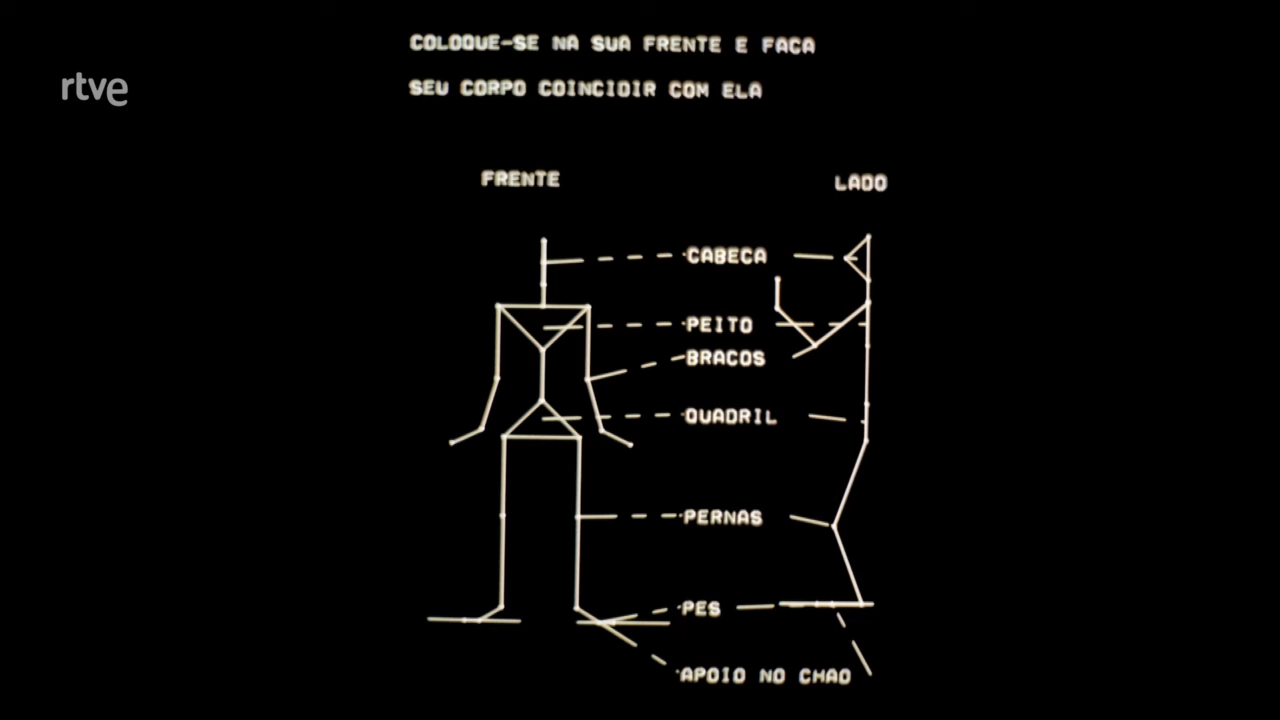 COLOQUE-SE NA SUA FRENTE E FACA
SEU CORPO COINCIDIR COM ELA
rtve
FRENTE
LADO
CABECA
PEITO
BRACOS
QUADRIL
PERNAS
PES
APOIO NO CHAO